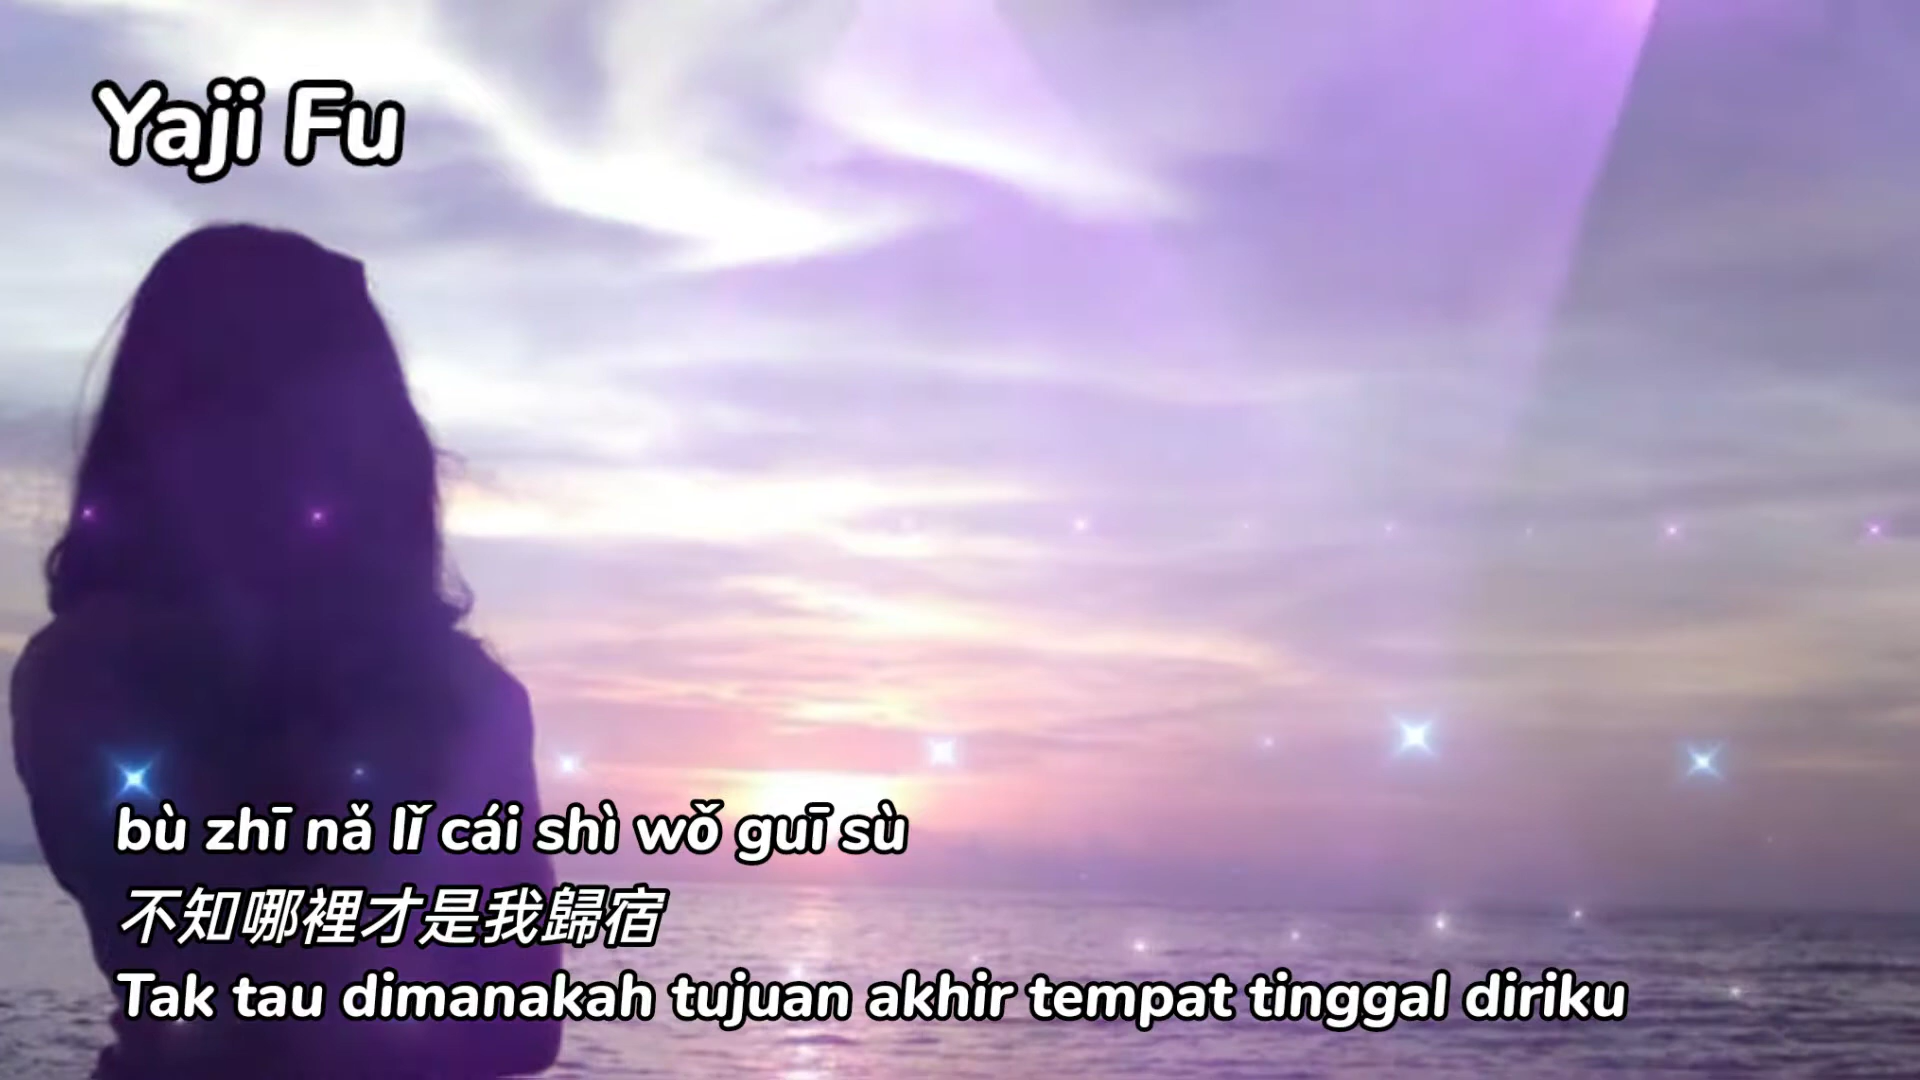 Yaji Fu
bù zhī nǎ lǐ cái shì wǒ guī sù
不知哪裡才是我歸宿
Tak tau dimanakah tujuan akhir tempat tinggal diriku